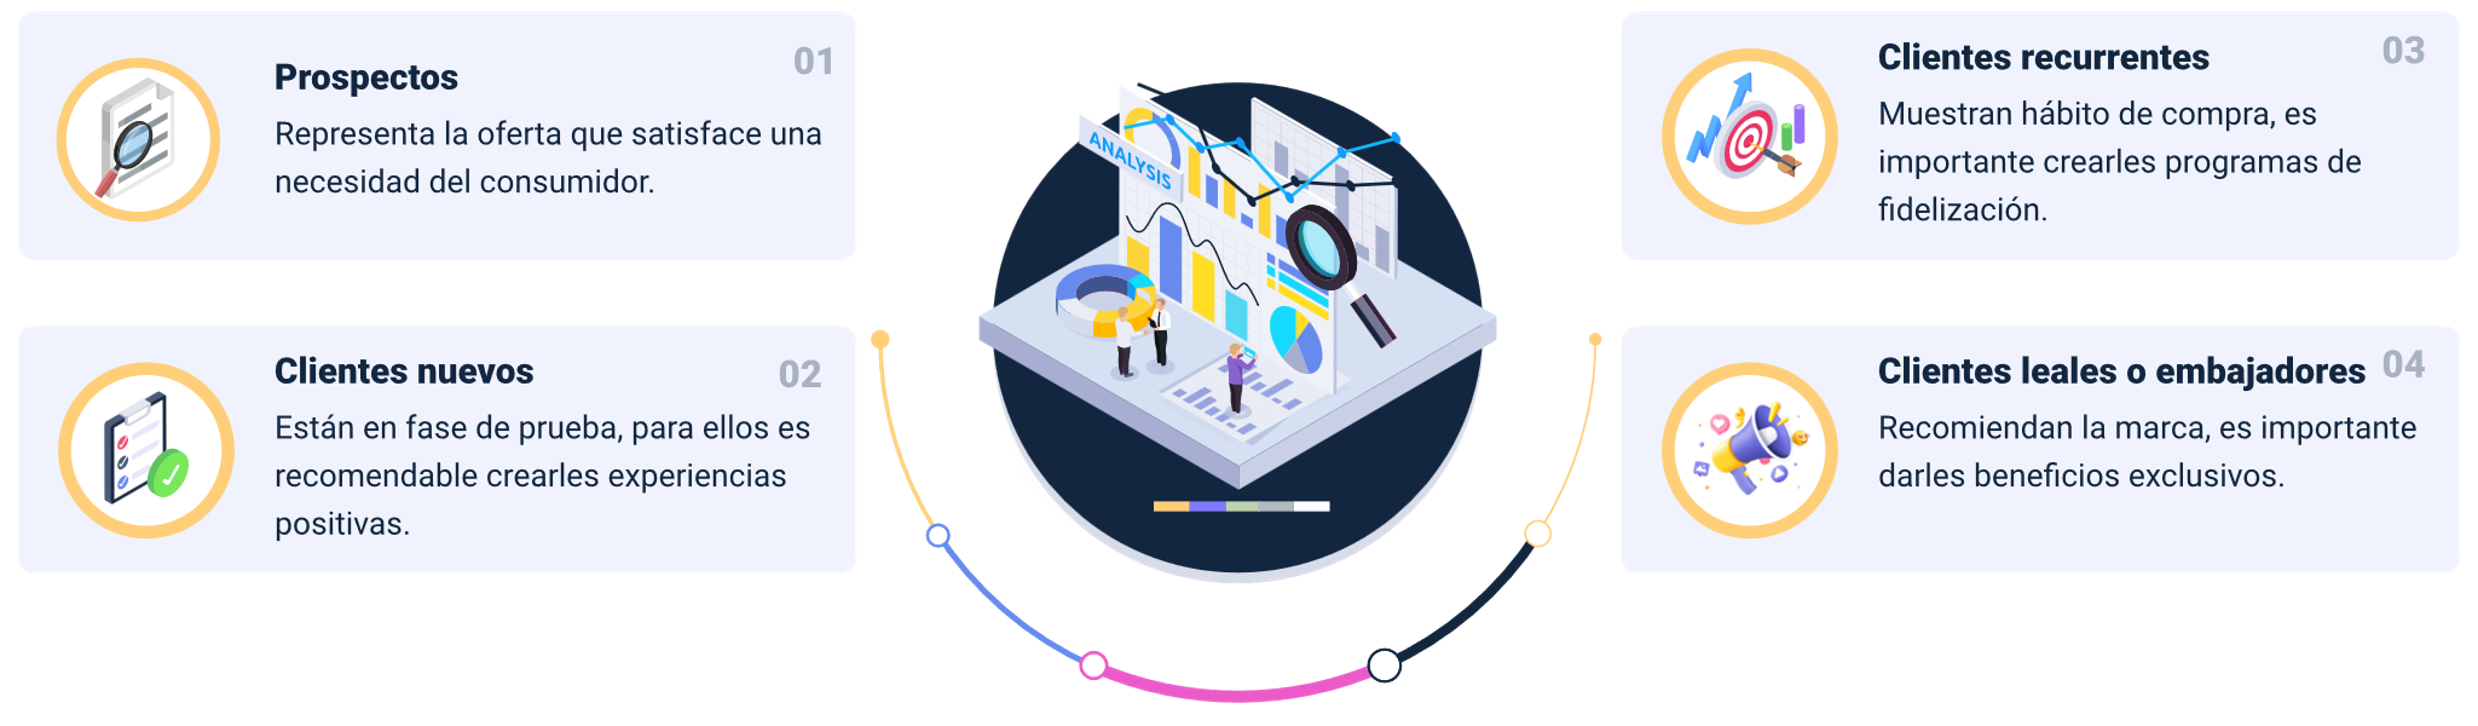 01
Prospectos
Representa la oferta que satisface una
necesidad del consumidor.
02
Clientes nuevos
Están en fase de prueba, para ellos es
recomendable crearles experiencias
positivas.
ANALYSIS
03
Clientes recurrentes
Muestran hábito de compra, es
importante crearles programas de
fidelización.
04
Clientes leales o embajadores
Recomiendan la marca, es importante
darles beneficios exclusivos.